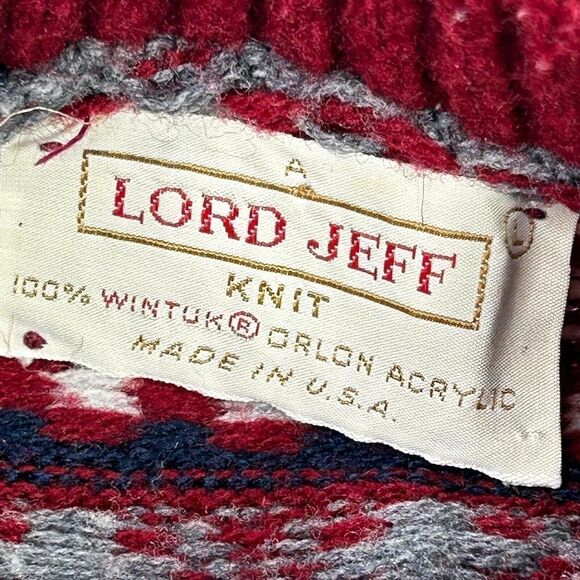 A
LORD JEFF
KNIT
L
100% WINTUK® ORLON ACRYLIC
MADE IN U.S.A.